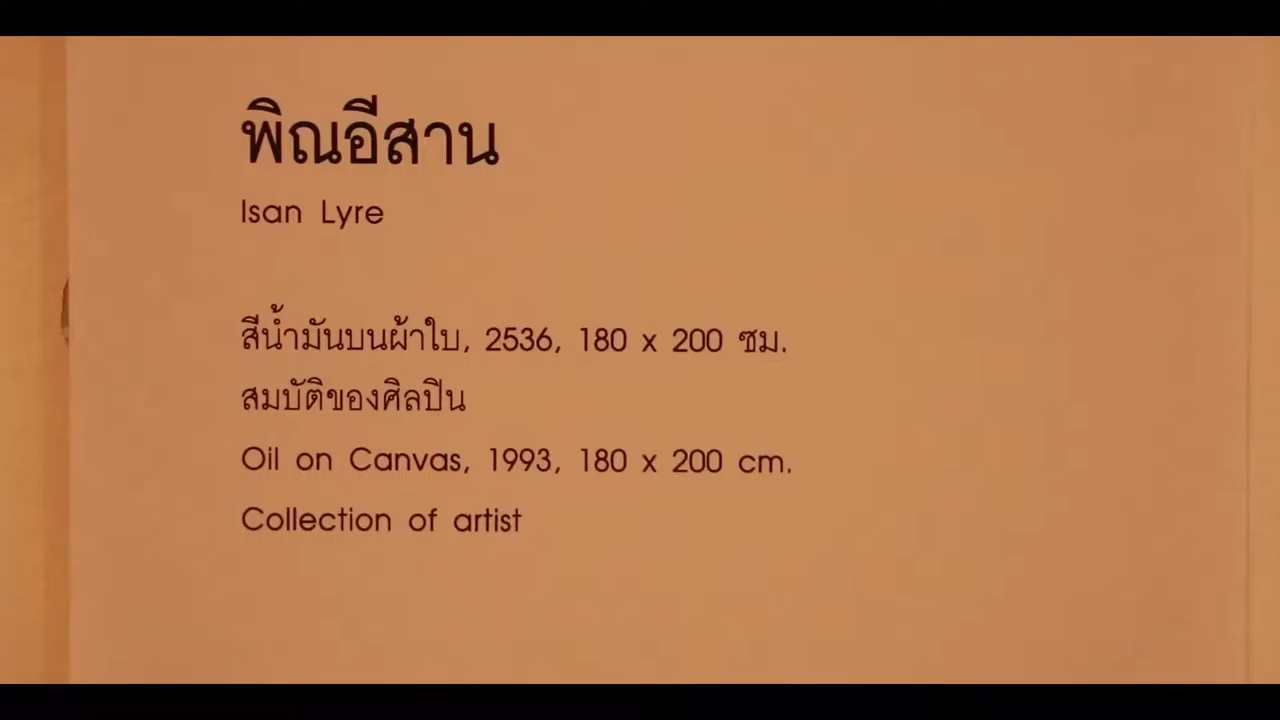 พิณอีสาน
Isan Lyre
สีน้ำมันบนผ้าใบ, 2536, 180 x 200 ซม.
สมบัติของศิลปิน
Oil on Canvas, 1993, 180 x 200 cm.
Collection of artist